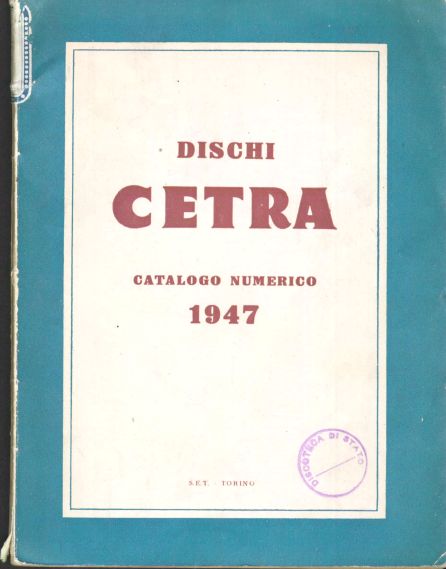 DISCHI
CETRA
CATALOGO NUMERICO
1947
DISCOTECA DI STATO
S.E.T. - TORINO